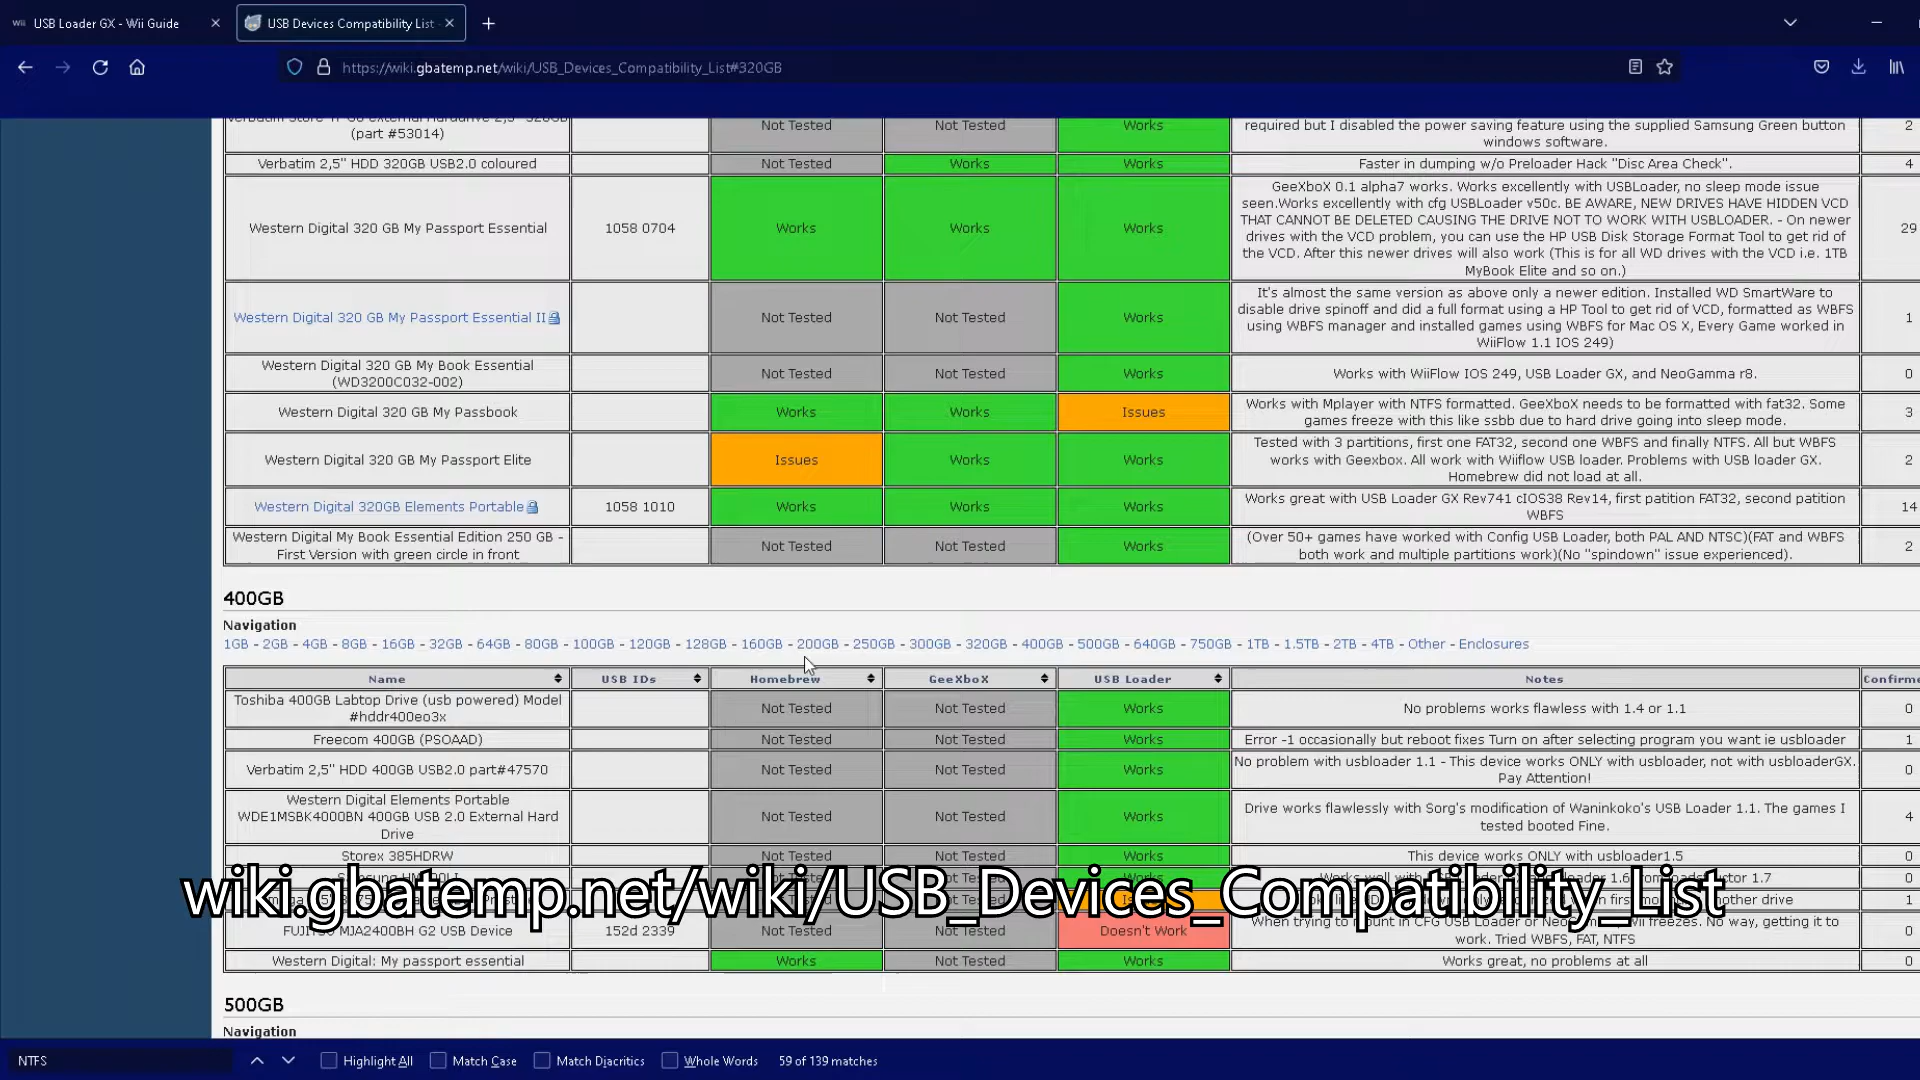 USB Loader GX - Wii Guide
USB Devices Compatibility List -
https://wiki.gbatemp.net/wiki/USB_Devices_Compatibility_List#320GB
(part #53014)
Not Tested
Not Tested
Works
required but I disabled the power saving feature using the supplied Samsung Green button
windows software.
2
Verbatim 2,5" HDD 320GB USB2.0 coloured
Not Tested
Works
Works
Faster in dumping w/o Preloader Hack "Disc Area Check".
4
Western Digital 320 GB My Passport Essential
1058 0704
Works
Works
Works
GeeXboX 0.1 alpha7 works. Works excellently with USBLoader, no sleep mode issue
seen.Works excellently with cfg USBLoader v50c. BE AWARE, NEW DRIVES HAVE HIDDEN VCD
THAT CANNOT BE DELETED CAUSING THE DRIVE NOT TO WORK WITH USBLOADER. - On newer
drives with the VCD problem, you can use the HP USB Disk Storage Format Tool to get rid of
the VCD. After this newer drives will also work (This is for all WD drives with the VCD i.e. 1TB
MyBook Elite and so on.)
29
Western Digital 320 GB My Passport Essential II
Not Tested
Not Tested
Works
It's almost the same version as above only a newer edition. Installed WD SmartWare to
disable drive spinoff and did a full format using a HP Tool to get rid of VCD, formatted as WBFS
using WBFS manager and installed games using WBFS for Mac OS X, Every Game worked in
WiiFlow 1.1 IOS 249)
1
Western Digital 320 GB My Book Essential
(WD3200C032-002)
Not Tested
Not Tested
Works
Works with WiiFlow IOS 249, USB Loader GX, and NeoGamma r8.
0
Western Digital 320 GB My Passbook
Works
Works
Issues
Works with Mplayer with NTFS formatted. GeeXboX needs to be formatted with fat32. Some
games freeze with this like ssbb due to hard drive going into sleep mode.
3
Western Digital 320 GB My Passport Elite
Issues
Works
Works
Tested with 3 partitions, first one FAT32, second one WBFS and finally NTFS. All but WBFS
works with Geexbox. All work with Wiiflow USB loader. Problems with USB loader GX.
Homebrew did not load at all.
2
Western Digital 320GB Elements Portable
1058 1010
Works
Works
Works
Works great with USB Loader GX Rev741 cIOS38 Rev14, first patition FAT32, second patition
WBFS
14
Western Digital My Book Essential Edition 250 GB -
First Version with green circle in front
Not Tested
Not Tested
Works
(Over 50+ games have worked with Config USB Loader, both PAL AND NTSC)(FAT and WBFS
both work and multiple partitions work)(No "spindown" issue experienced).
2
400GB
Navigation
1GB - 2GB - 4GB - 8GB - 16GB - 32GB - 64GB - 80GB - 100GB - 120GB - 128GB - 160GB - 200GB - 250GB - 300GB - 320GB - 400GB - 500GB - 640GB - 750GB - 1TB - 1.5TB - 2TB - 4TB - Other - Enclosures
Name
USB IDs
Homebrew
GeeXboX
USB Loader
Notes
Confirme
Toshiba 400GB Labtop Drive (usb powered) Model
#hddr400eo3x
Not Tested
Not Tested
Works
No problems works flawless with 1.4 or 1.1
0
Freecom 400GB (PSOAAD)
Not Tested
Not Tested
Works
Error -1 occasionally but reboot fixes Turn on after selecting program you want ie usbloader
1
Verbatim 2,5" HDD 400GB USB2.0 part#47570
Not Tested
Not Tested
Works
No problem with usbloader 1.1 - This device works ONLY with usbloader, not with usbloaderGX.
Pay Attention!
0
Western Digital Elements Portable
WDE1MSBK4000BN 400GB USB 2.0 External Hard
Drive
Not Tested
Not Tested
Works
Drive works flawlessly with Sorg's modification of Waninkoko's USB Loader 1.1. The games I
tested booted Fine.
4
Storex 385HDRW
Not Tested
Not Tested
Works
This device works ONLY with usbloader1.5
0
0
1
wiki.gbatemp.net/wiki/USB_Devices_Compatibility_List
FUJITSU MJA2400BH G2 USB Device
152d 2339
Not Tested
Not Tested
Doesn't Work
When trying to mount in CFG USB Loader or freezes. No way, getting it to
work. Tried WBFS, FAT, NTFS
0
Western Digital: My passport essential
Works
Not Tested
Works
Works great, no problems at all
0
500GB
Navigation
NTFS
Highlight All
Match Case
Match Diacritics
Whole Words
59 of 139 matches